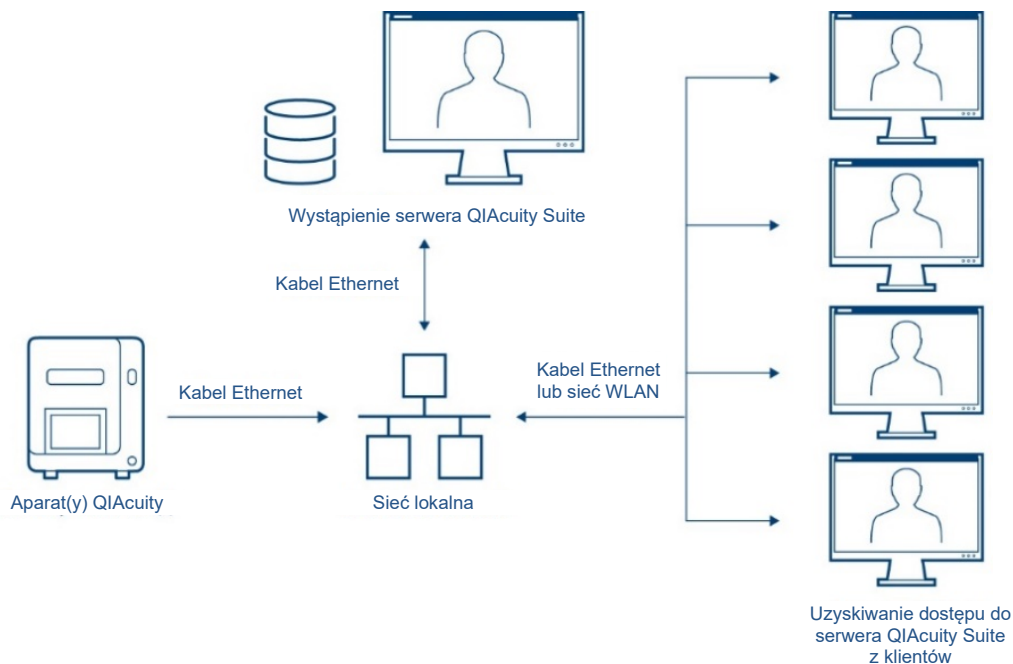 Wystąpienie serwera QIAcuity Suite
Kabel Ethernet
Kabel Ethernet
Kabel Ethernet
lub sieć WLAN
Aparat(y) QIAcuity
Sieć lokalna
Uzyskiwanie dostępu do
serwera QIAcuity Suite
z klientów